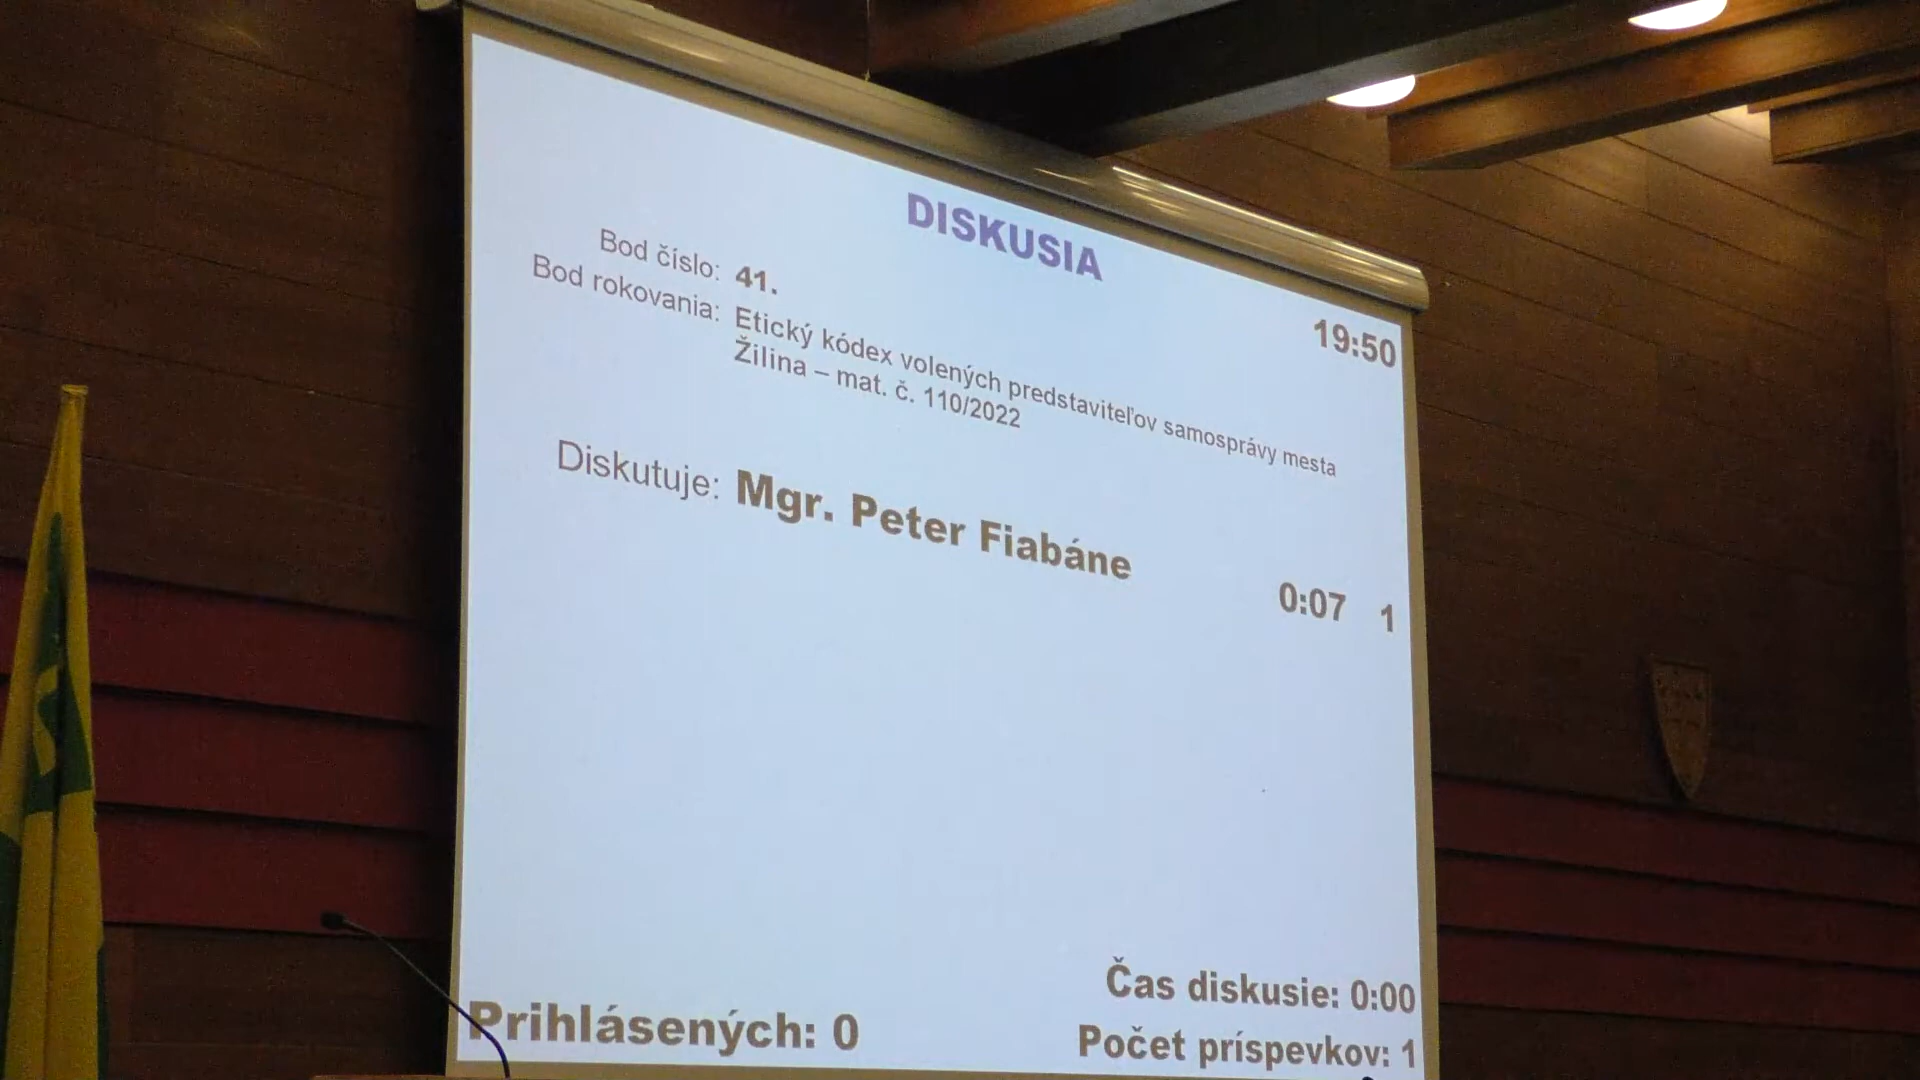 DISKUSIA
19:50
Bod číslo: 41.
Bod rokovania: Etický kódex volených predstaviteľov samosprávy mesta
Žilina – mat. č. 110/2022
Diskutuje: Mgr. Peter Fiabáne
0:07 1
Čas diskusie: 0:00
Prihlásených: 0
Počet príspevkov: 1